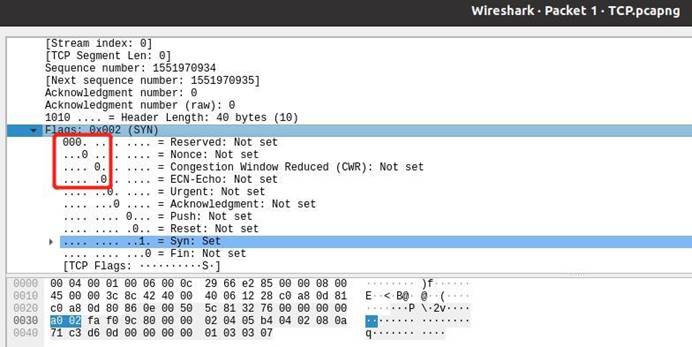 Wireshark · Packet 1 · TCP.pcapng
[Stream index: 0]
[TCP Segment Len: 0]
Sequence number: 1551970934
[Next sequence number: 1551970935]
Acknowledgment number: 0
Acknowledgment number (raw): 0
1010 .... = Header Length: 40 bytes (10)
Flags: 0x002 (SYN)
000. .... .... = Reserved: Not set
...0 .... .... = Nonce: Not set
.... 0... .... = Congestion Window Reduced (CWR): Not set
.... .0.. .... = ECN-Echo: Not set
.... ..0. .... = Urgent: Not set
.... ...0 .... = Acknowledgment: Not set
.... .... 0... = Push: Not set
.... .... .0.. = Reset: Not set
.... .... ..1. = Syn: Set
.... .... ...0 = Fin: Not set
[TCP Flags: ··········S·]
0000 00 04 00 01 00 06 00 0c 29 66 e2 85 00 00 08 00 ········ )f······
0010 45 00 00 3c 8c 42 40 00 40 06 12 28 c0 a8 0d 81 E··<·B@· @··(····
0020 c0 a8 0d 80 86 0e 00 50 5c 81 32 76 00 00 00 00 ·······P \·2v····
0030 a0 02 fa f0 9c 80 00 00 02 04 05 b4 04 02 08 0a ········ ········
0040 71 c3 d6 0d 00 00 00 00 01 03 03 07 q······· ····